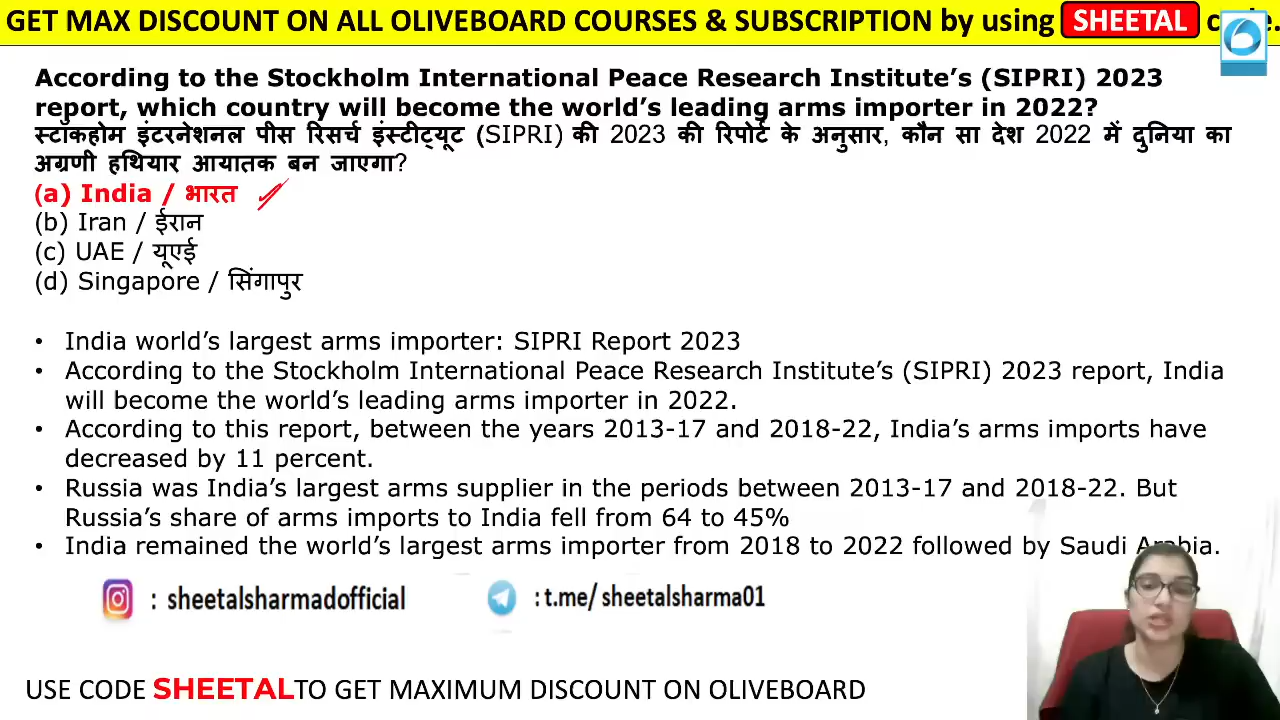 GET MAX DISCOUNT ON ALL OLIVEBOARD COURSES & SUBSCRIPTION by using SHEETAL code.
According to the Stockholm International Peace Research Institute’s (SIPRI) 2023
report, which country will become the world’s leading arms importer in 2022?
स्टॉकहोम इंटरनेशनल पीस रिसर्च इंस्टीट्यूट (SIPRI) की 2023 की रिपोर्ट के अनुसार, कौन सा देश 2022 में दुनिया का
अग्रणी हथियार आयातक बन जाएगा?
(a) India / भारत
(b) Iran / ईरान
(c) UAE / यूएई
(d) Singapore / सिंगापुर
• India world’s largest arms importer: SIPRI Report 2023
• According to the Stockholm International Peace Research Institute’s (SIPRI) 2023 report, India
will become the world’s leading arms importer in 2022.
• According to this report, between the years 2013-17 and 2018-22, India’s arms imports have
decreased by 11 percent.
• Russia was India’s largest arms supplier in the periods between 2013-17 and 2018-22. But
Russia’s share of arms imports to India fell from 64 to 45%
• India remained the world’s largest arms importer from 2018 to 2022 followed by Saudi Arabia.
: sheetalsharmadofficial
: t.me/ sheetalsharma01
USE CODE SHEETAL TO GET MAXIMUM DISCOUNT ON OLIVEBOARD